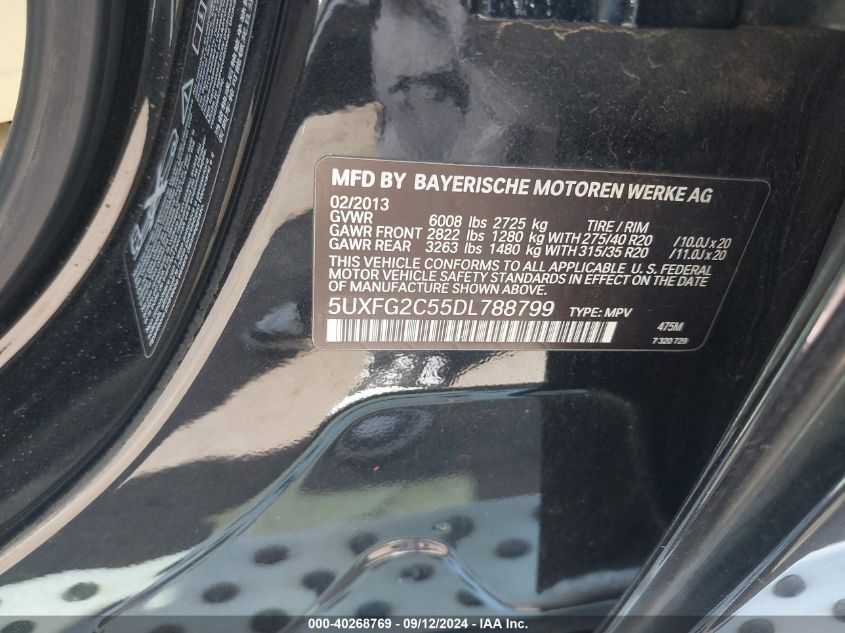 MFD BY BAYERISCHE MOTOREN WERKE AG
02/2013
GVWR 6008 lbs 2725 kg TIRE / RIM
GAWR FRONT 2822 lbs 1280 kg WITH 275/40 R20 /10.0J x 20
GAWR REAR 3263 lbs 1480 kg WITH 315/35 R20 /11.0J x 20
THIS VEHICLE CONFORMS TO ALL APPLICABLE U. S. FEDERAL
MOTOR VEHICLE SAFETY STANDARDS IN EFFECT ON THE DATE
OF MANUFACTURE SHOWN ABOVE.
5UXFG2C55DL788799 TYPE: MPV
475M
7 320 729
000-40268769 - 09/12/2024 - IAAI Copyright, Inc.